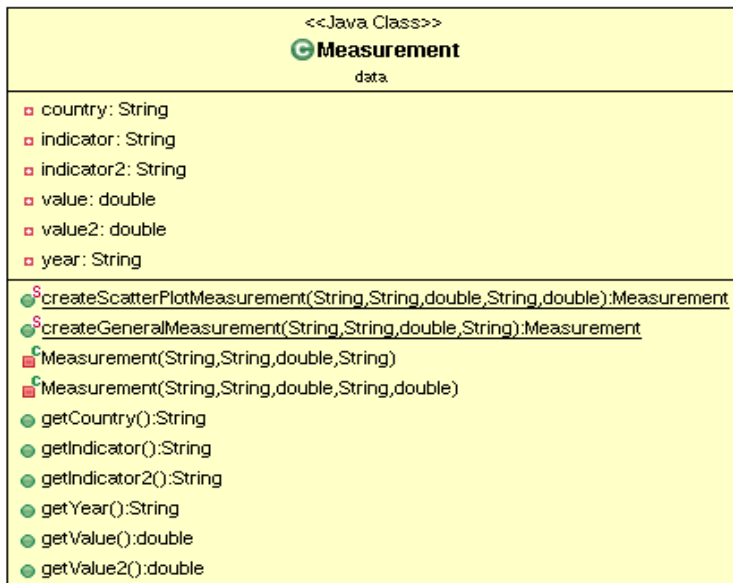 <<Java Class>>
Measurement
data
country: String
indicator: String
indicator2: String
value: double
value2: double
year: String
createScatterPlotMeasurement(String,String,double,String,double):Measurement
createGeneralMeasurement(String,String,double,String):Measurement
Measurement(String,String,double,String)
Measurement(String,String,double,String,double)
getCountry():String
getIndicator():String
getIndicator2():String
getYear():String
getValue():double
getValue2():double